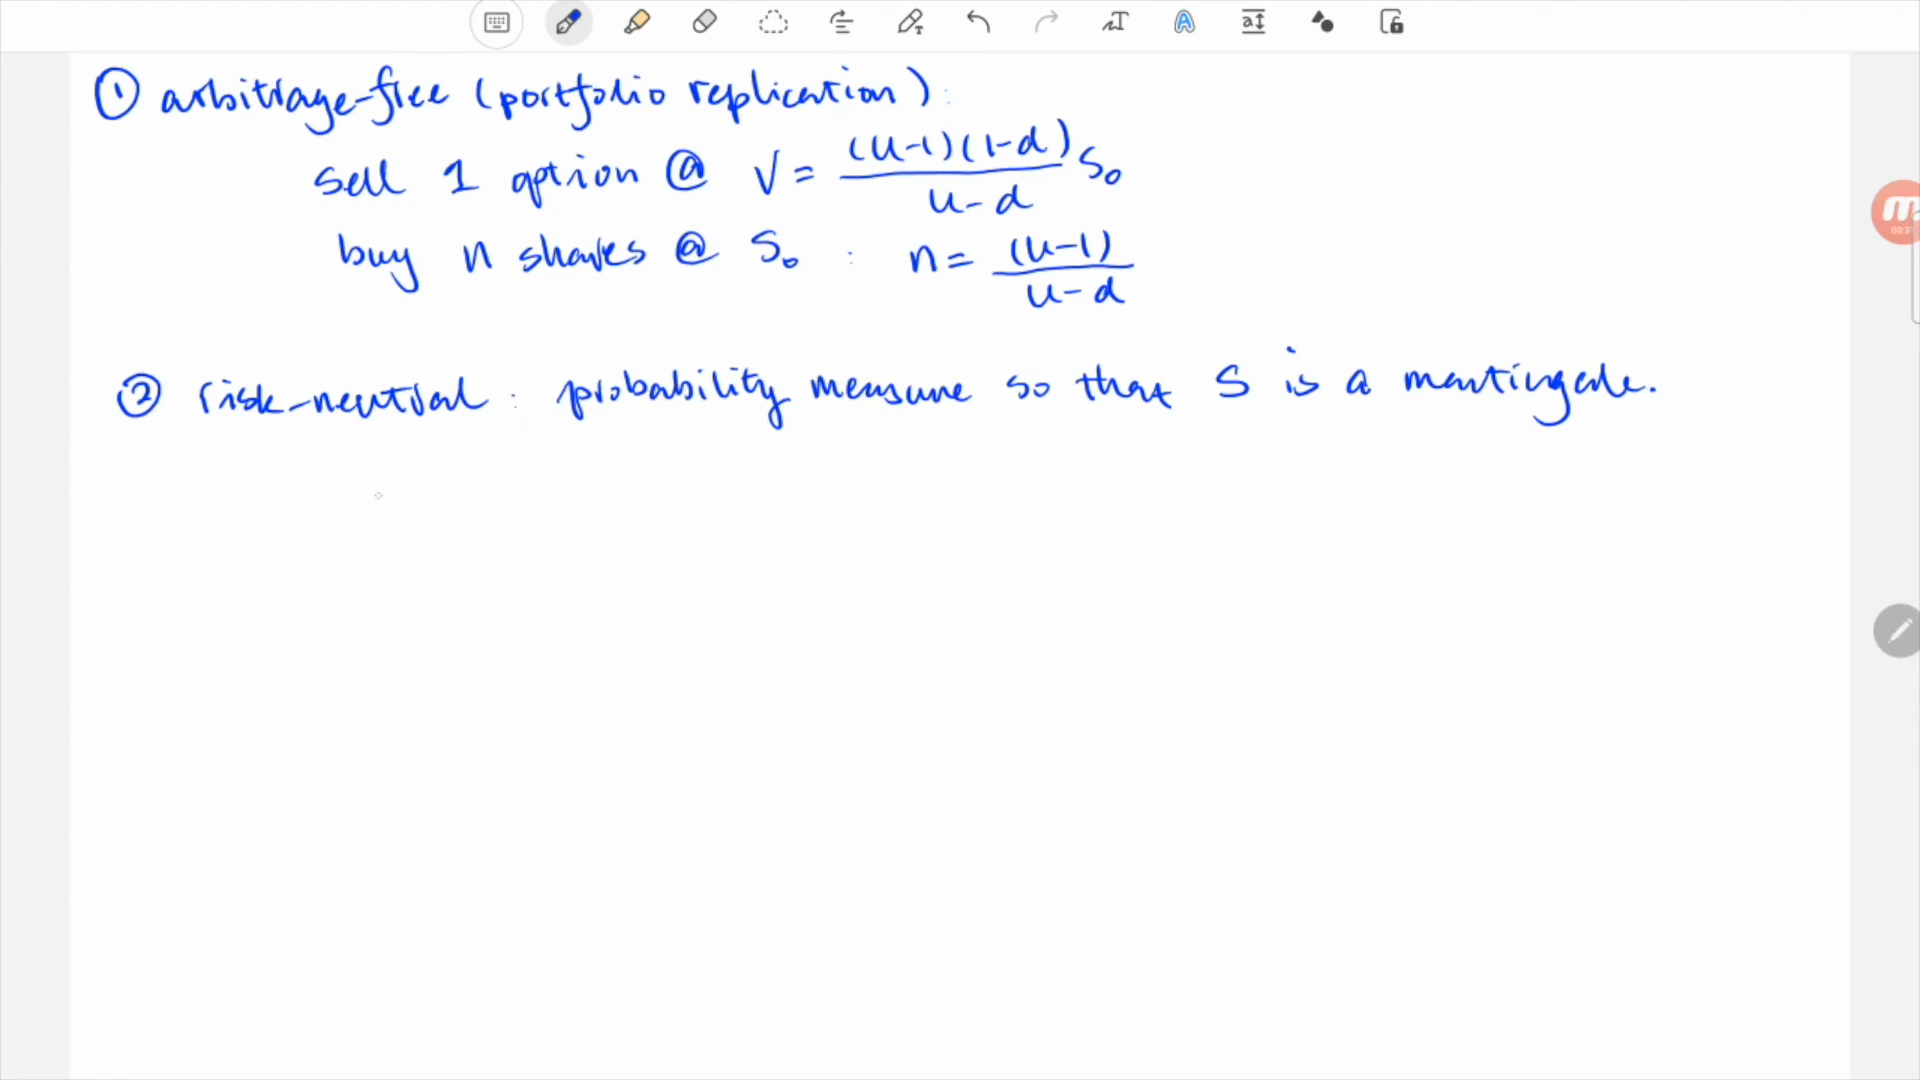 ① arbitrage-free (portfolio replication):
sell 1 option @ V = (u-1)(1-d) / u-d S₀
buy n shares @ S₀ : n = (u-1) / u-d
② risk-neutral : probability measure so that S is a martingale.